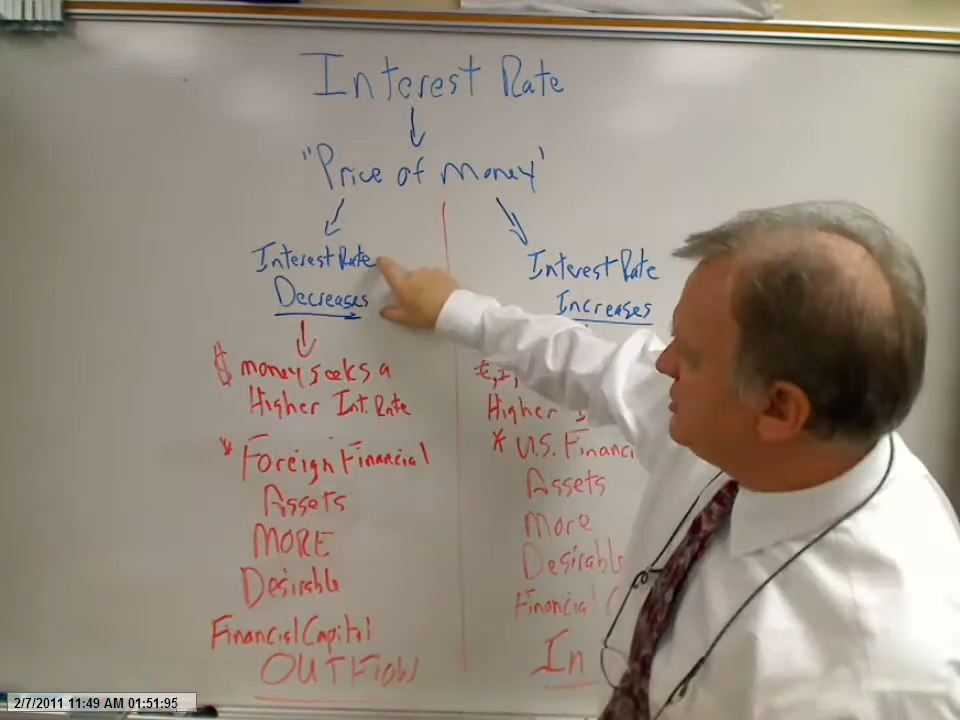 Interest Rate
"Price of Money"
Interest Rate
Decreases
$ money seeks a
Higher Int. Rate
* Foreign Financial
Assets
MORE
Desirable
Financial Capital
OUTFlow
Interest Rate
Increases
Higher
* U.S. Financi
Assets
More
Desirable
Financial C
In
2/7/2011 11:49 AM 01:51:95